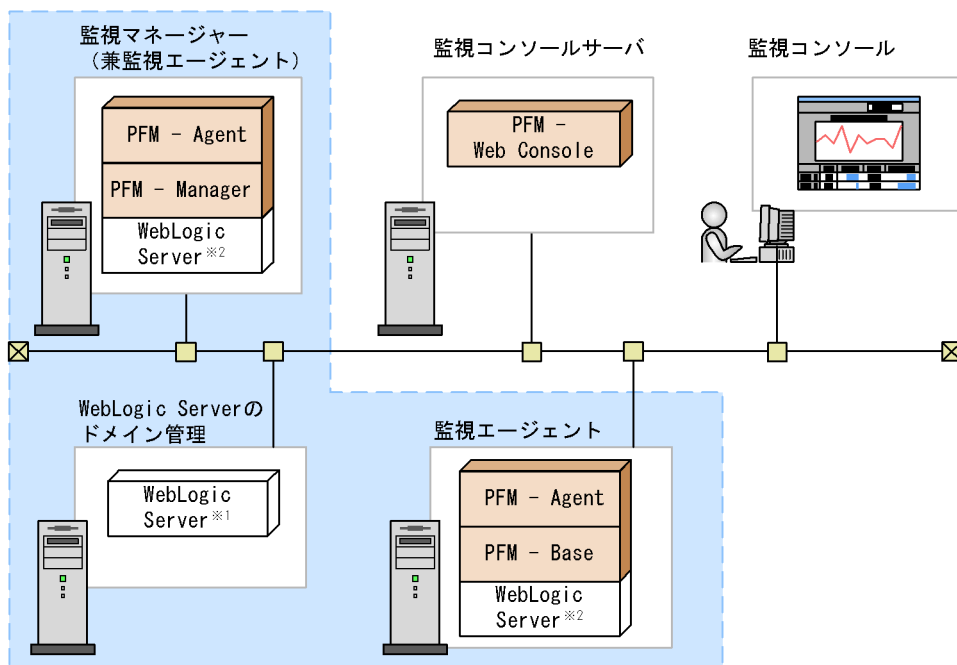 監視マネージャー
（兼監視エージェント）
PFM － Agent
PFM － Manager
WebLogic
Server※2
監視コンソールサーバ
PFM －
Web Console
監視コンソール
WebLogic Serverの
ドメイン管理
WebLogic
Server※1
監視エージェント
PFM － Agent
PFM － Base
WebLogic
Server※2